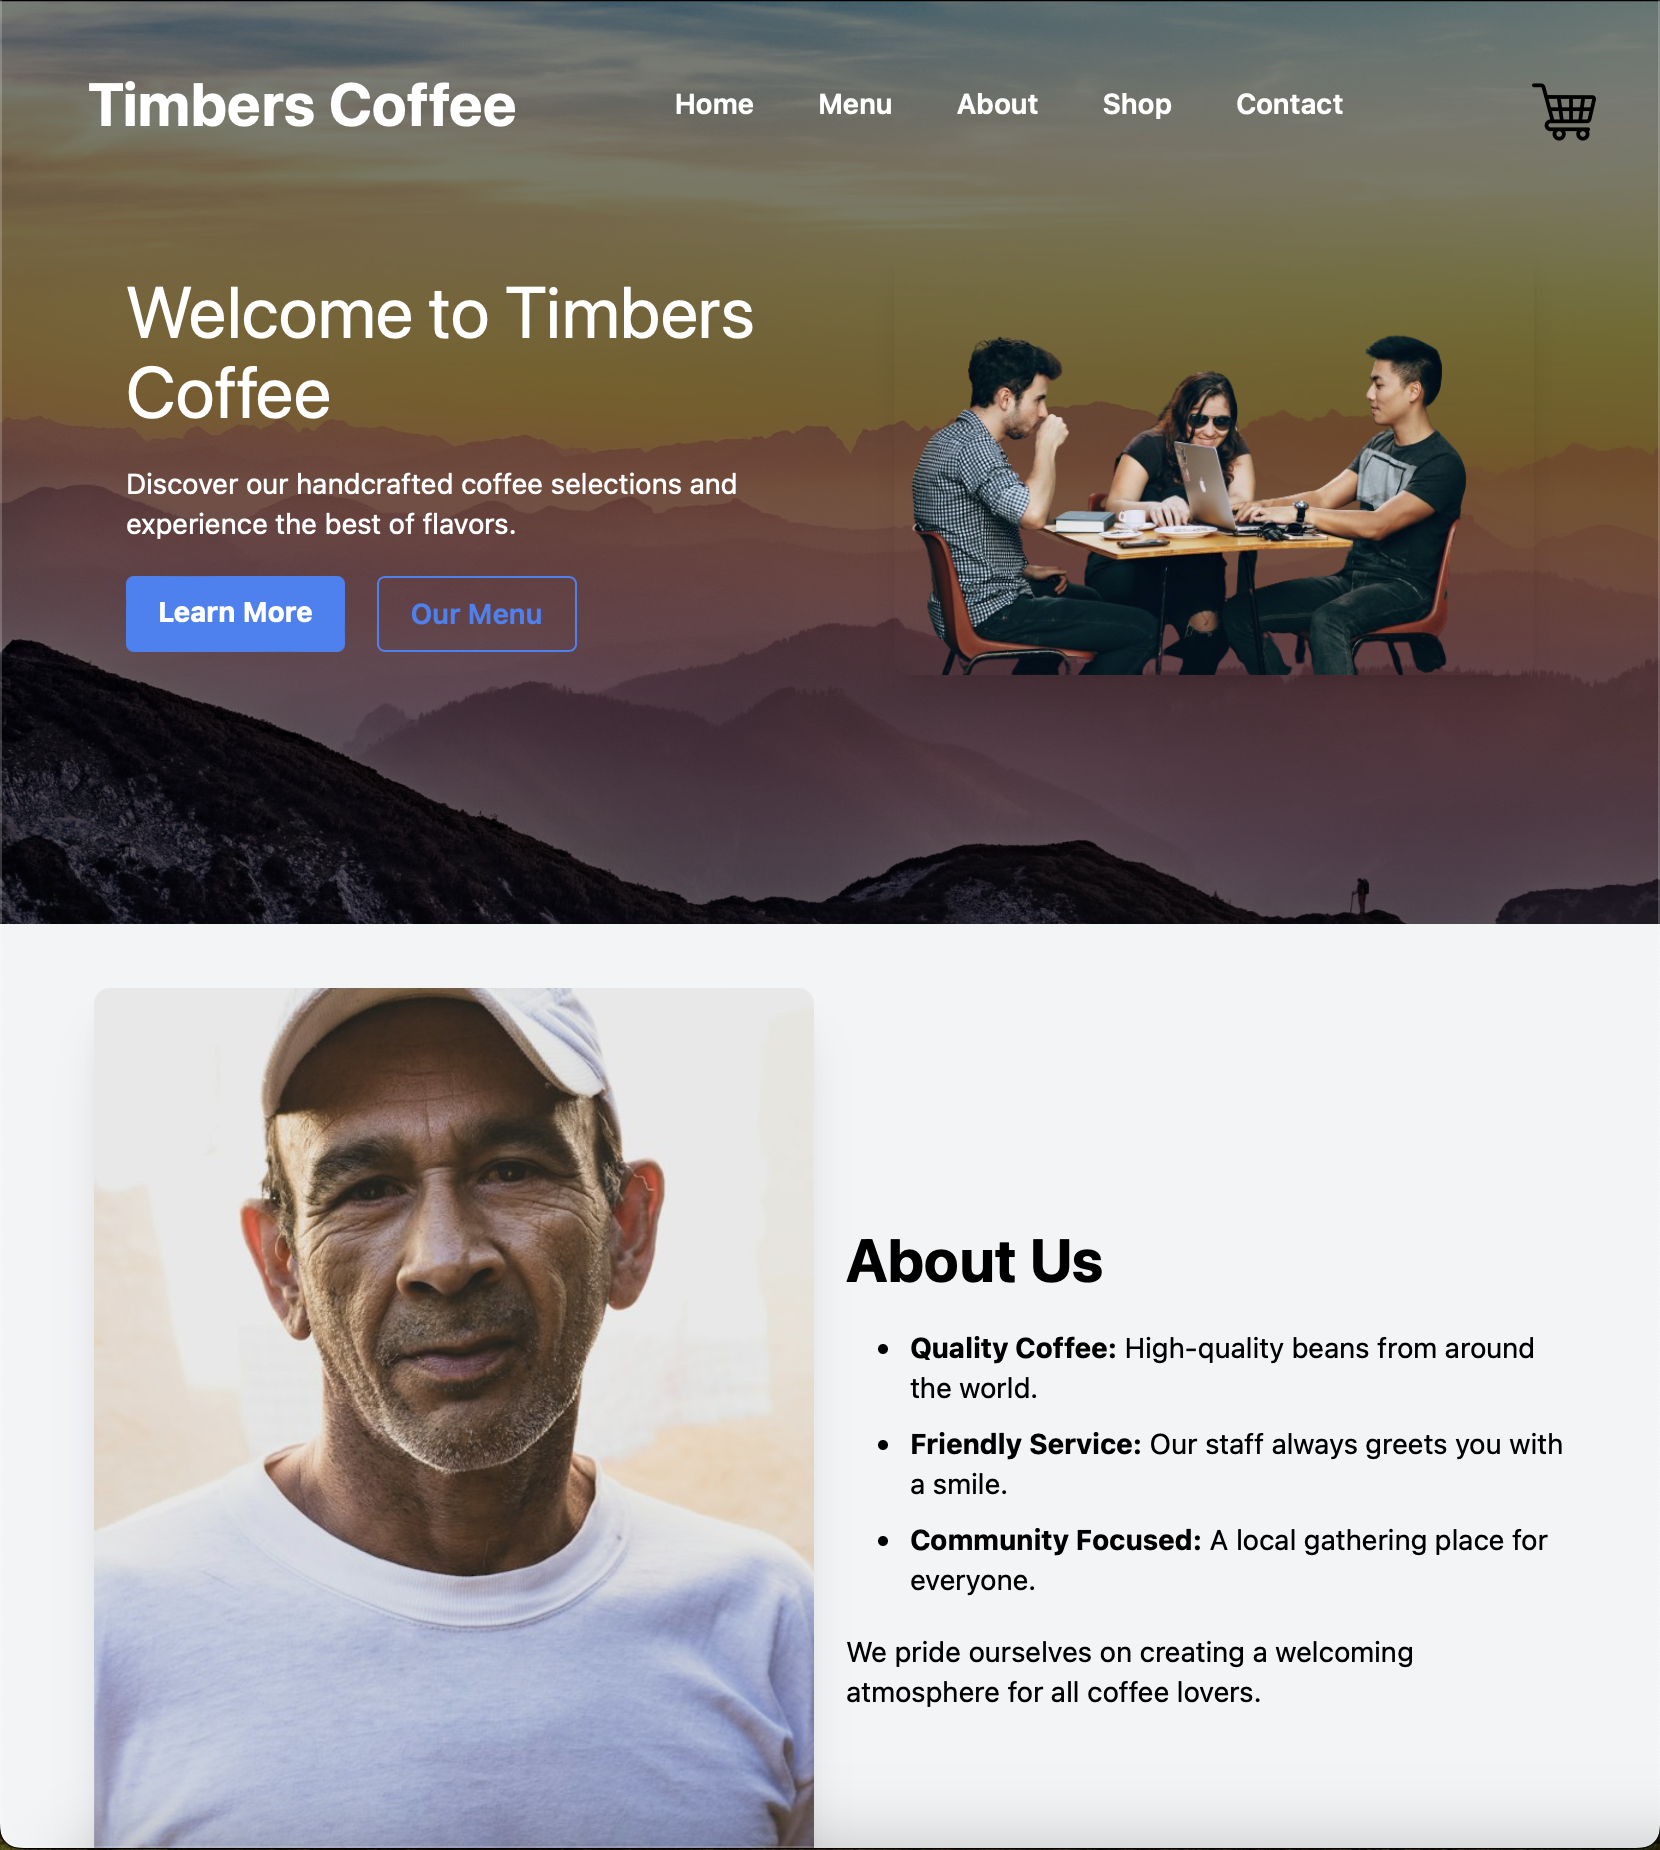 Timbers Coffee
Home Menu About Shop Contact
Welcome to Timbers
Coffee
Discover our handcrafted coffee selections and
experience the best of flavors.
Learn More
Our Menu
About Us
• Quality Coffee: High-quality beans from around
the world.
• Friendly Service: Our staff always greets you with
a smile.
• Community Focused: A local gathering place for
everyone.
We pride ourselves on creating a welcoming
atmosphere for all coffee lovers.